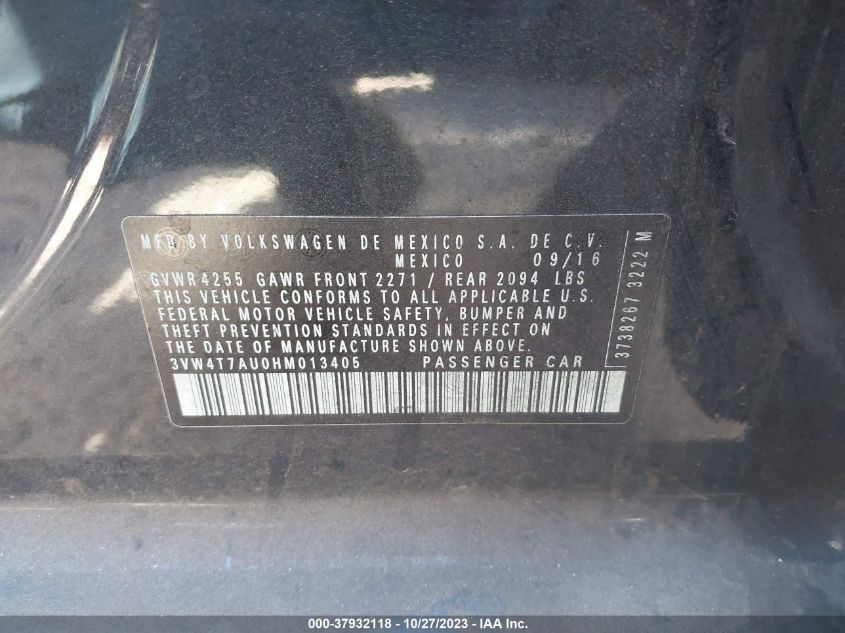 MFD BY VOLKSWAGEN DE MEXICO S.A. DE C.V.
MEXICO 09/16
GVWR 4255 GAWR FRONT 2271 / REAR 2094 LBS
THIS VEHICLE CONFORMS TO ALL APPLICABLE U.S.
FEDERAL MOTOR VEHICLE SAFETY, BUMPER AND
THEFT PREVENTION STANDARDS IN EFFECT ON
THE DATE OF MANUFACTURE SHOWN ABOVE.
3VW4T7AU0HM013405 PASSENGER CAR
3738267 3222 M
000-37932118 - 10/27/2023 - IAA Inc.